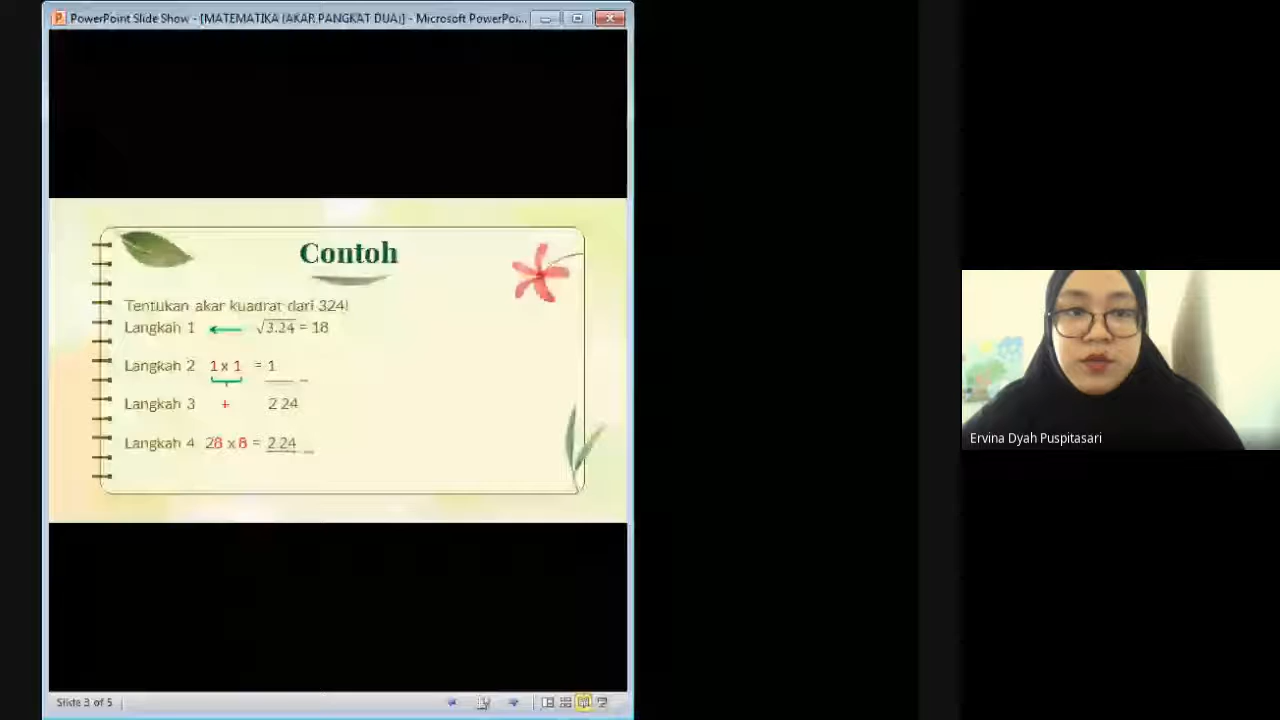 PowerPoint Slide Show - [MATEMATIKA (AKAR PANGKAT DUA)] - Microsoft PowerPoi...
Contoh
Tentukan akar kuadrat dari 324!
Langkah 1 √3.24 = 18
Langkah 2 1 x 1 = 1
Langkah 3 + 2 24
Langkah 4 28 x 8 = 2 24
Ervina Dyah Puspitasari
Slide 3 of 5